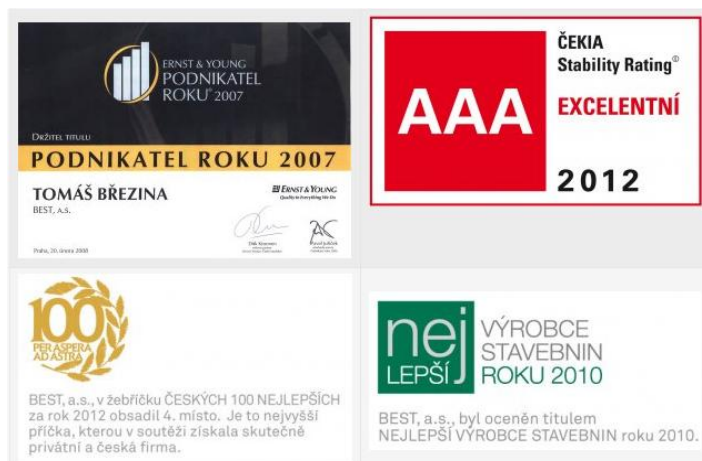 ERNST & YOUNG
PODNIKATEL
ROKU® 2007
DRŽITEL TITULU
PODNIKATEL ROKU 2007
TOMÁŠ BŘEZINA
BEST, A.S.
ERNST & YOUNG
Quality In Everything We Do
Praha, 20. února 2008
AAA
ČEKIA
Stability Rating®
EXCELENTNÍ
2012
100
PER ASPERA
AD ASTRA
BEST, a.s., v žebříčku ČESKÝCH 100 NEJLEPŠÍCH
za rok 2012 obsadil 4. místo. Je to nejvyšší
příčka, kterou v soutěži získala skutečně
privátní a česká firma.
nej
LEPŠÍ
VÝROBCE
STAVEBNIN
ROKU 2010
BEST, a.s., byl oceněn titulem
NEJLEPŠÍ VÝROBCE STAVEBNIN roku 2010.